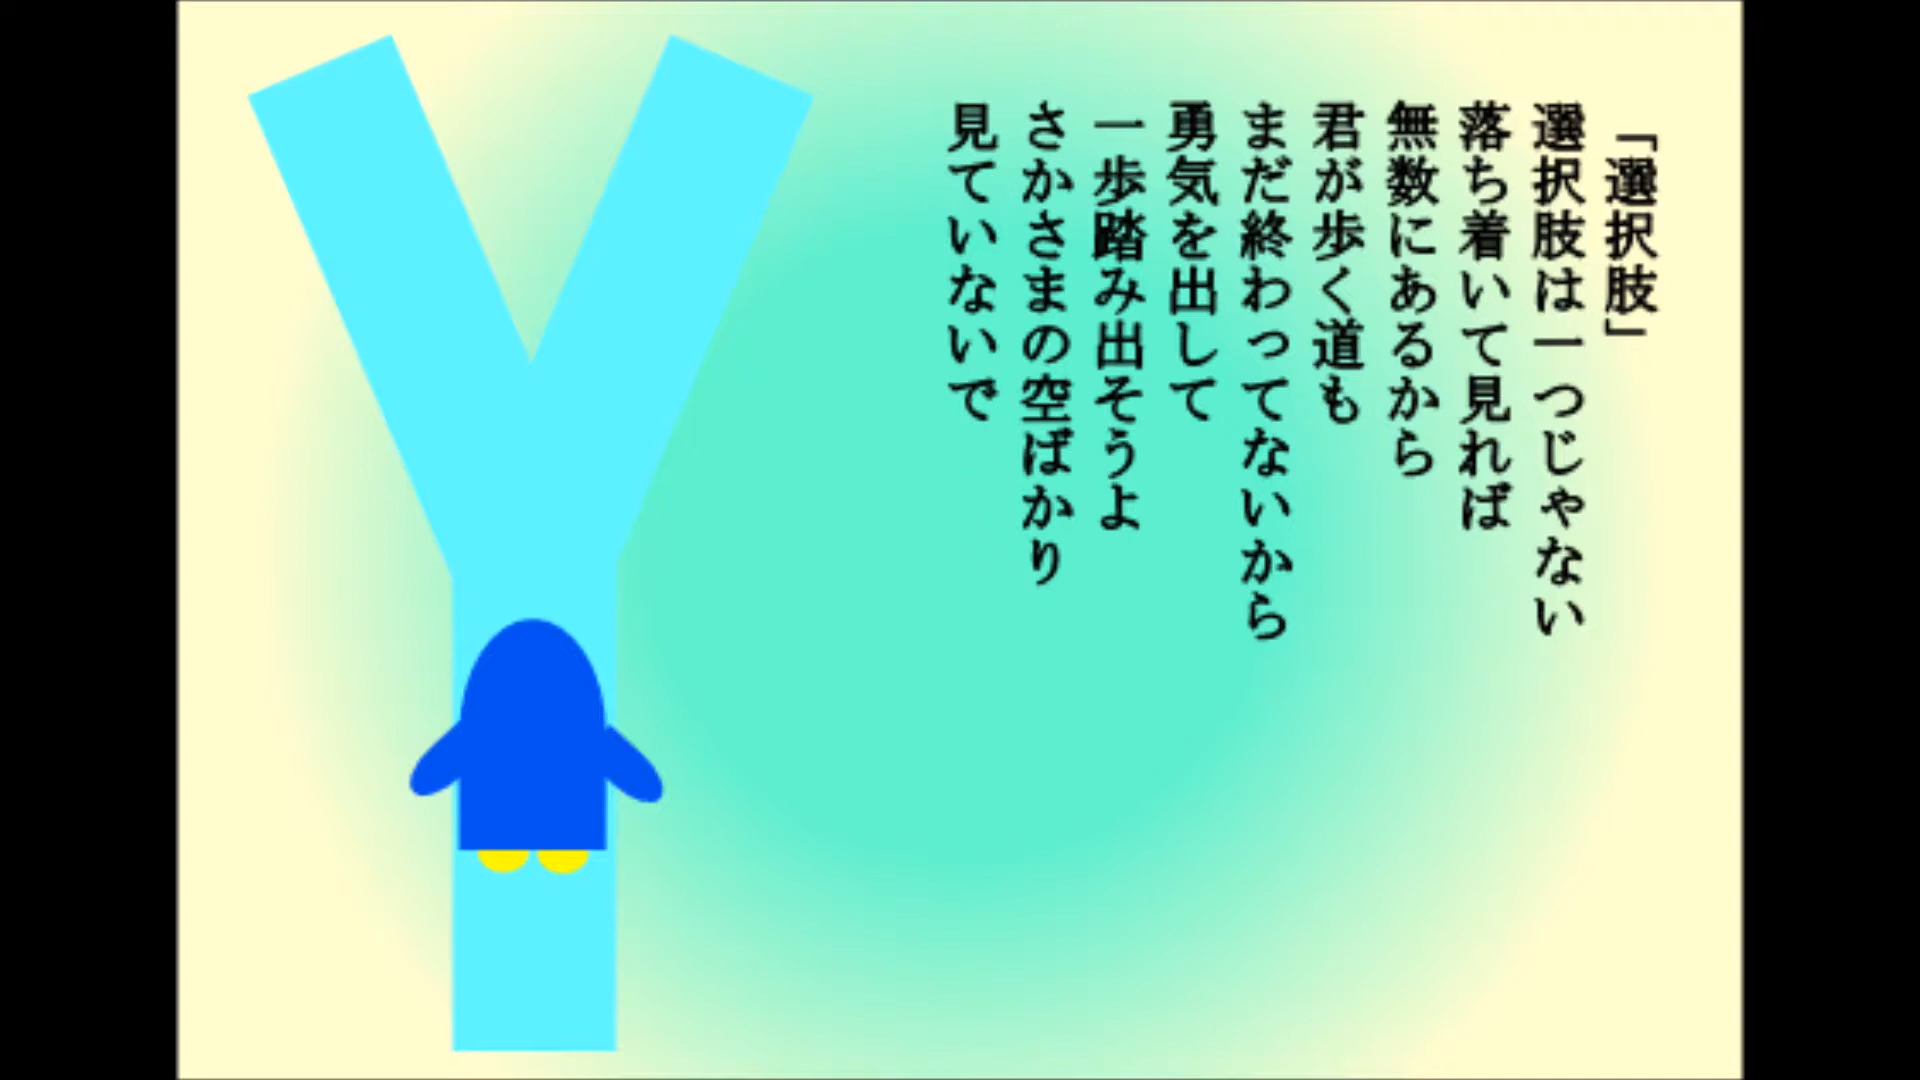 「選択肢」
選択肢は一つじゃない
落ち着いて見れば
無数にあるから
君が歩く道も
まだ終わってないから
勇気を出して
一歩踏み出そうよ
さかさまの空ばかり
見ていないで